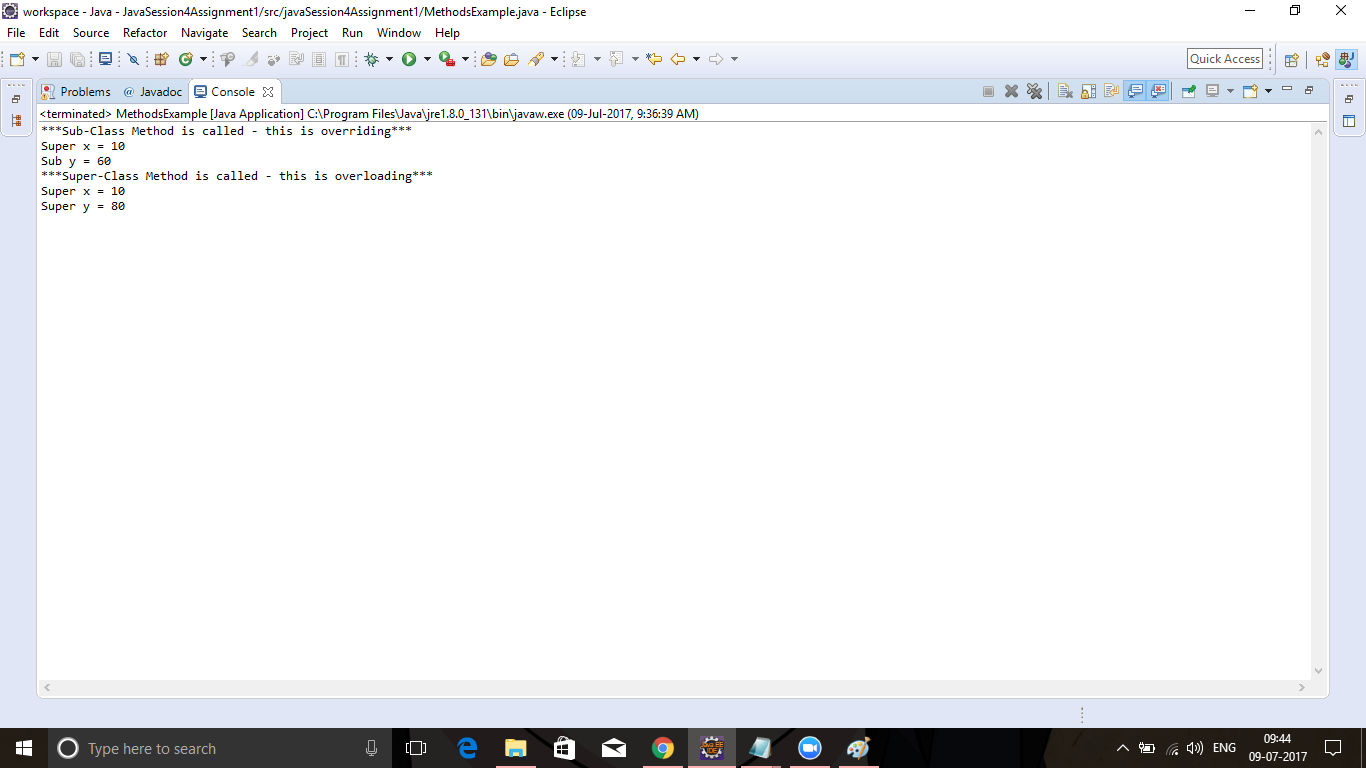 workspace - Java - JavaSession4Assignment1/src/javaSession4Assignment1/MethodsExample.java - Eclipse
File Edit Source Refactor Navigate Search Project Run Window Help
Quick Access
Problems @ Javadoc Console
<terminated> MethodsExample [Java Application] C:\Program Files\Java\jre1.8.0_131\bin\javaw.exe (09-Jul-2017, 9:36:39 AM)
***Sub-Class Method is called - this is overriding***
Super x = 10
Sub y = 60
***Super-Class Method is called - this is overloading***
Super x = 10
Super y = 80
Type here to search
Java EE
IDE
ENG
09:44
09-07-2017